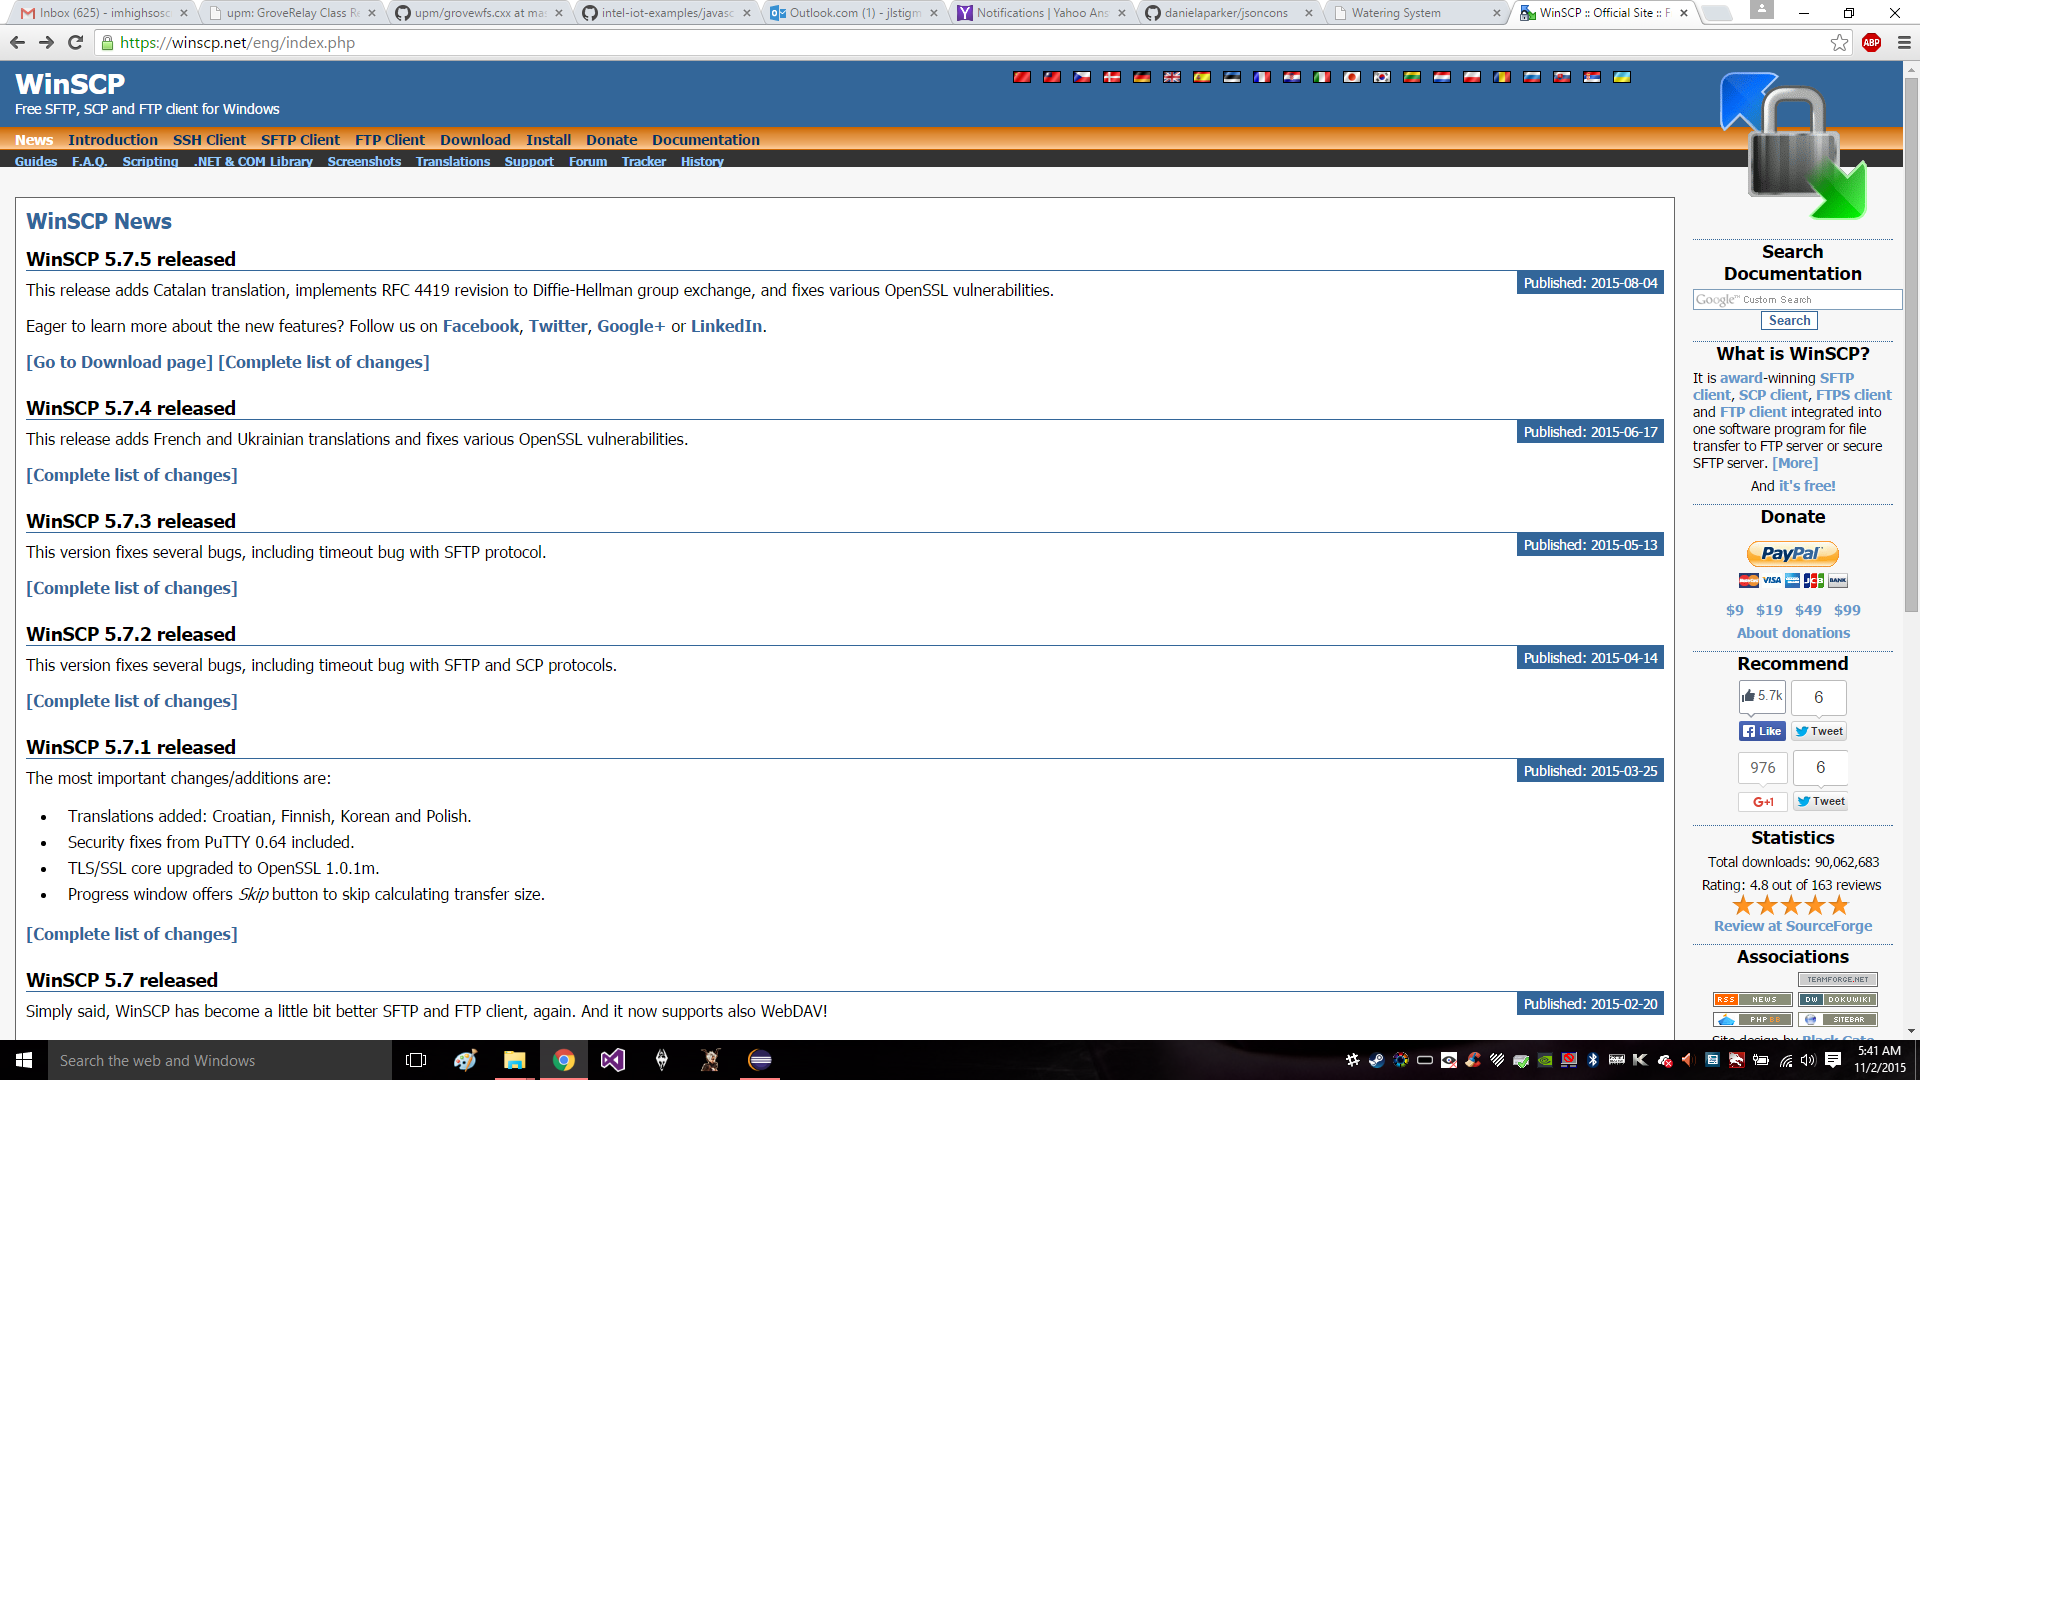 Inbox (625) - imhighsosc
upm: GroveRelay Class Re
upm/grovewfs.cxx at mas
intel-iot-examples/javasc
Outlook.com (1) - jlstigm
Notifications | Yahoo Ans
danielaparker/jsoncons
Watering System
WinSCP :: Official Site :: F
https://winscp.net/eng/index.php
ABP
WinSCP
Free SFTP, SCP and FTP client for Windows
News Introduction SSH Client SFTP Client FTP Client Download Install Donate Documentation
Guides F.A.Q. Scripting .NET & COM Library Screenshots Translations Support Forum Tracker History
WinSCP News
WinSCP 5.7.5 released
Published: 2015-08-04
This release adds Catalan translation, implements RFC 4419 revision to Diffie-Hellman group exchange, and fixes various OpenSSL vulnerabilities.
Eager to learn more about the new features? Follow us on Facebook, Twitter, Google+ or LinkedIn.
[Go to Download page] [Complete list of changes]
WinSCP 5.7.4 released
Published: 2015-06-17
This release adds French and Ukrainian translations and fixes various OpenSSL vulnerabilities.
[Complete list of changes]
WinSCP 5.7.3 released
Published: 2015-05-13
This version fixes several bugs, including timeout bug with SFTP protocol.
[Complete list of changes]
WinSCP 5.7.2 released
Published: 2015-04-14
This version fixes several bugs, including timeout bug with SFTP and SCP protocols.
[Complete list of changes]
WinSCP 5.7.1 released
Published: 2015-03-25
The most important changes/additions are:
• Translations added: Croatian, Finnish, Korean and Polish.
• Security fixes from PuTTY 0.64 included.
• TLS/SSL core upgraded to OpenSSL 1.0.1m.
• Progress window offers Skip button to skip calculating transfer size.
[Complete list of changes]
WinSCP 5.7 released
Published: 2015-02-20
Simply said, WinSCP has become a little bit better SFTP and FTP client, again. And it now supports also WebDAV!
Search
Documentation
Google™ Custom Search
Search
What is WinSCP?
It is award-winning SFTP
client, SCP client, FTPS client
and FTP client integrated into
one software program for file
transfer to FTP server or secure
SFTP server. [More]
And it's free!
Donate
PayPal
MasterCard VISA JCB BANK
$9 $19 $49 $99
About donations
Recommend
5.7k 6
Like Tweet
976 6
G+1 Tweet
Statistics
Total downloads: 90,062,683
Rating: 4.8 out of 163 reviews
Review at SourceForge
Associations
TEAMFORGE.NET
RSS NEWS DW DOKUWIKI
PHPBB SITEBAR
Site design by Black Gate
Search the web and Windows
5:41 AM
11/2/2015